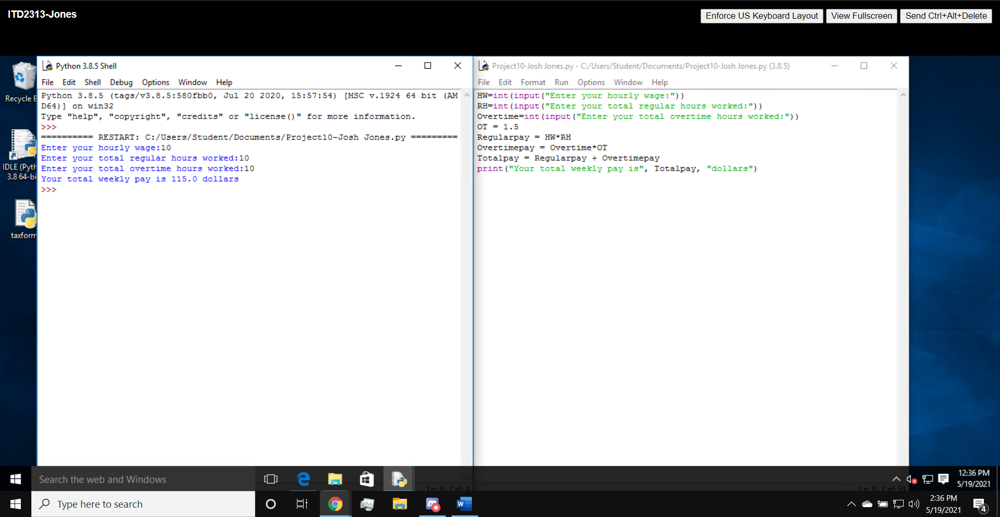 ITD2313-Jones
Enforce US Keyboard Layout
View Fullscreen
Send Ctrl+Alt+Delete
Recycle
IDLE (Pyth
3.8 64-bi
taxform
Python 3.8.5 Shell
File Edit Shell Debug Options Window Help
Python 3.8.5 (tags/v3.8.5:580fbb0, Jul 20 2020, 15:57:54) [MSC v.1924 64 bit (AM
D64)] on win32
Type "help", "copyright", "credits" or "license()" for more information.
>>>
========== RESTART: C:/Users/Student/Documents/Project10-Josh Jones.py =========
Enter your hourly wage:10
Enter your total regular hours worked:10
Enter your total overtime hours worked:10
Your total weekly pay is 115.0 dollars
>>>
Ln: 9 Col: 4
Project10-Josh Jones.py - C:/Users/Student/Documents/Project10-Josh Jones.py (3.8.5)
File Edit Format Run Options Window Help
HW=int(input("Enter your hourly wage:"))
RH=int(input("Enter your total regular hours worked:"))
Overtime=int(input("Enter your total overtime hours worked:"))
OT = 1.5
Regularpay = HW*RH
Overtimepay = Overtime*OT
Totalpay = Regularpay + Overtimepay
print("Your total weekly pay is", Totalpay, "dollars")
Ln: 8 Col: 53
Search the web and Windows
12:36 PM
5/19/2021
Type here to search
2:36 PM
5/19/2021
4